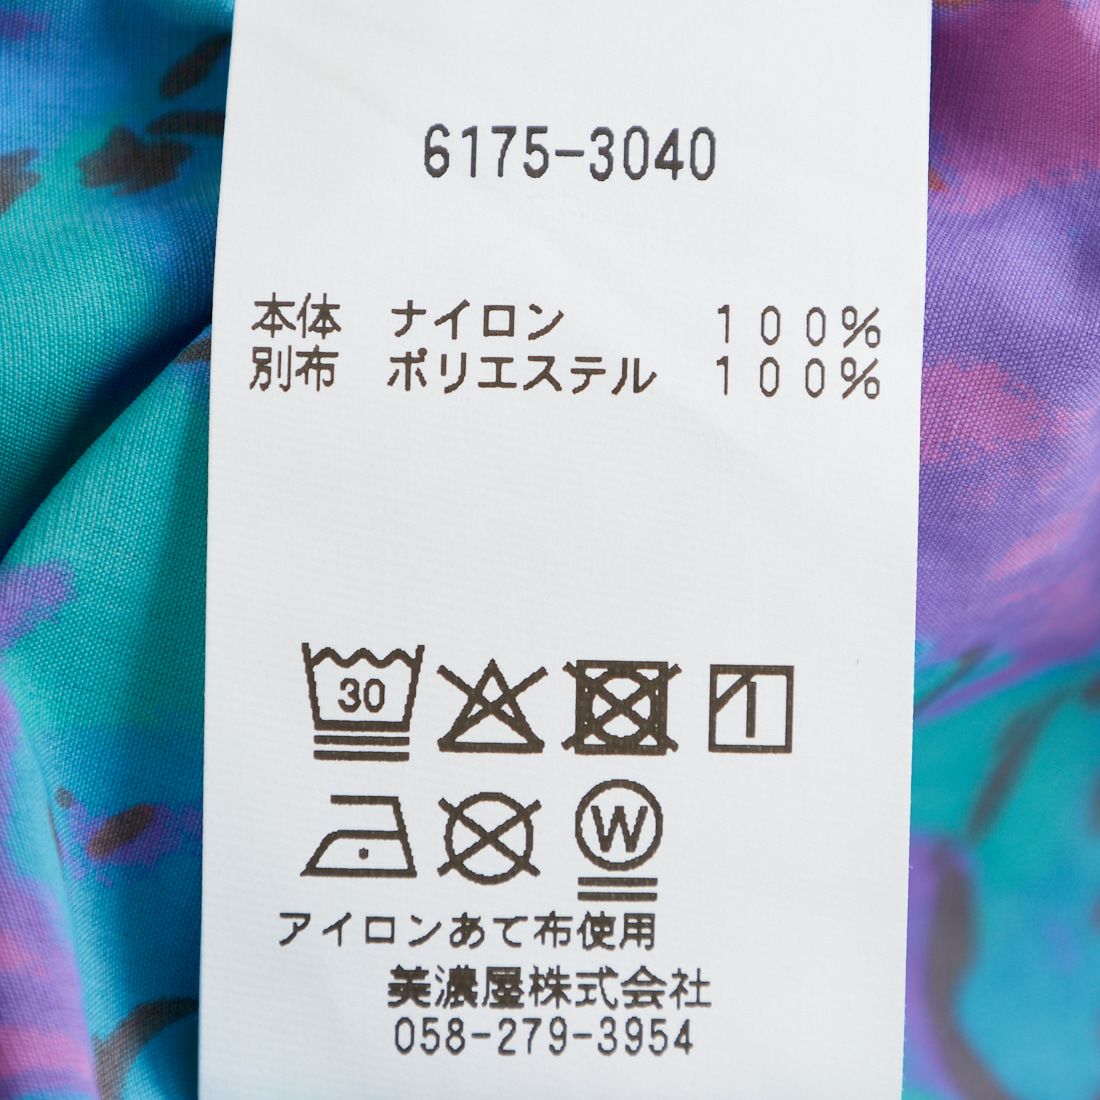 6175-3040
本体 ナイロン 100%
別布 ポリエステル 100%
30
W
アイロンあて布使用
美濃屋株式会社
058-279-3954